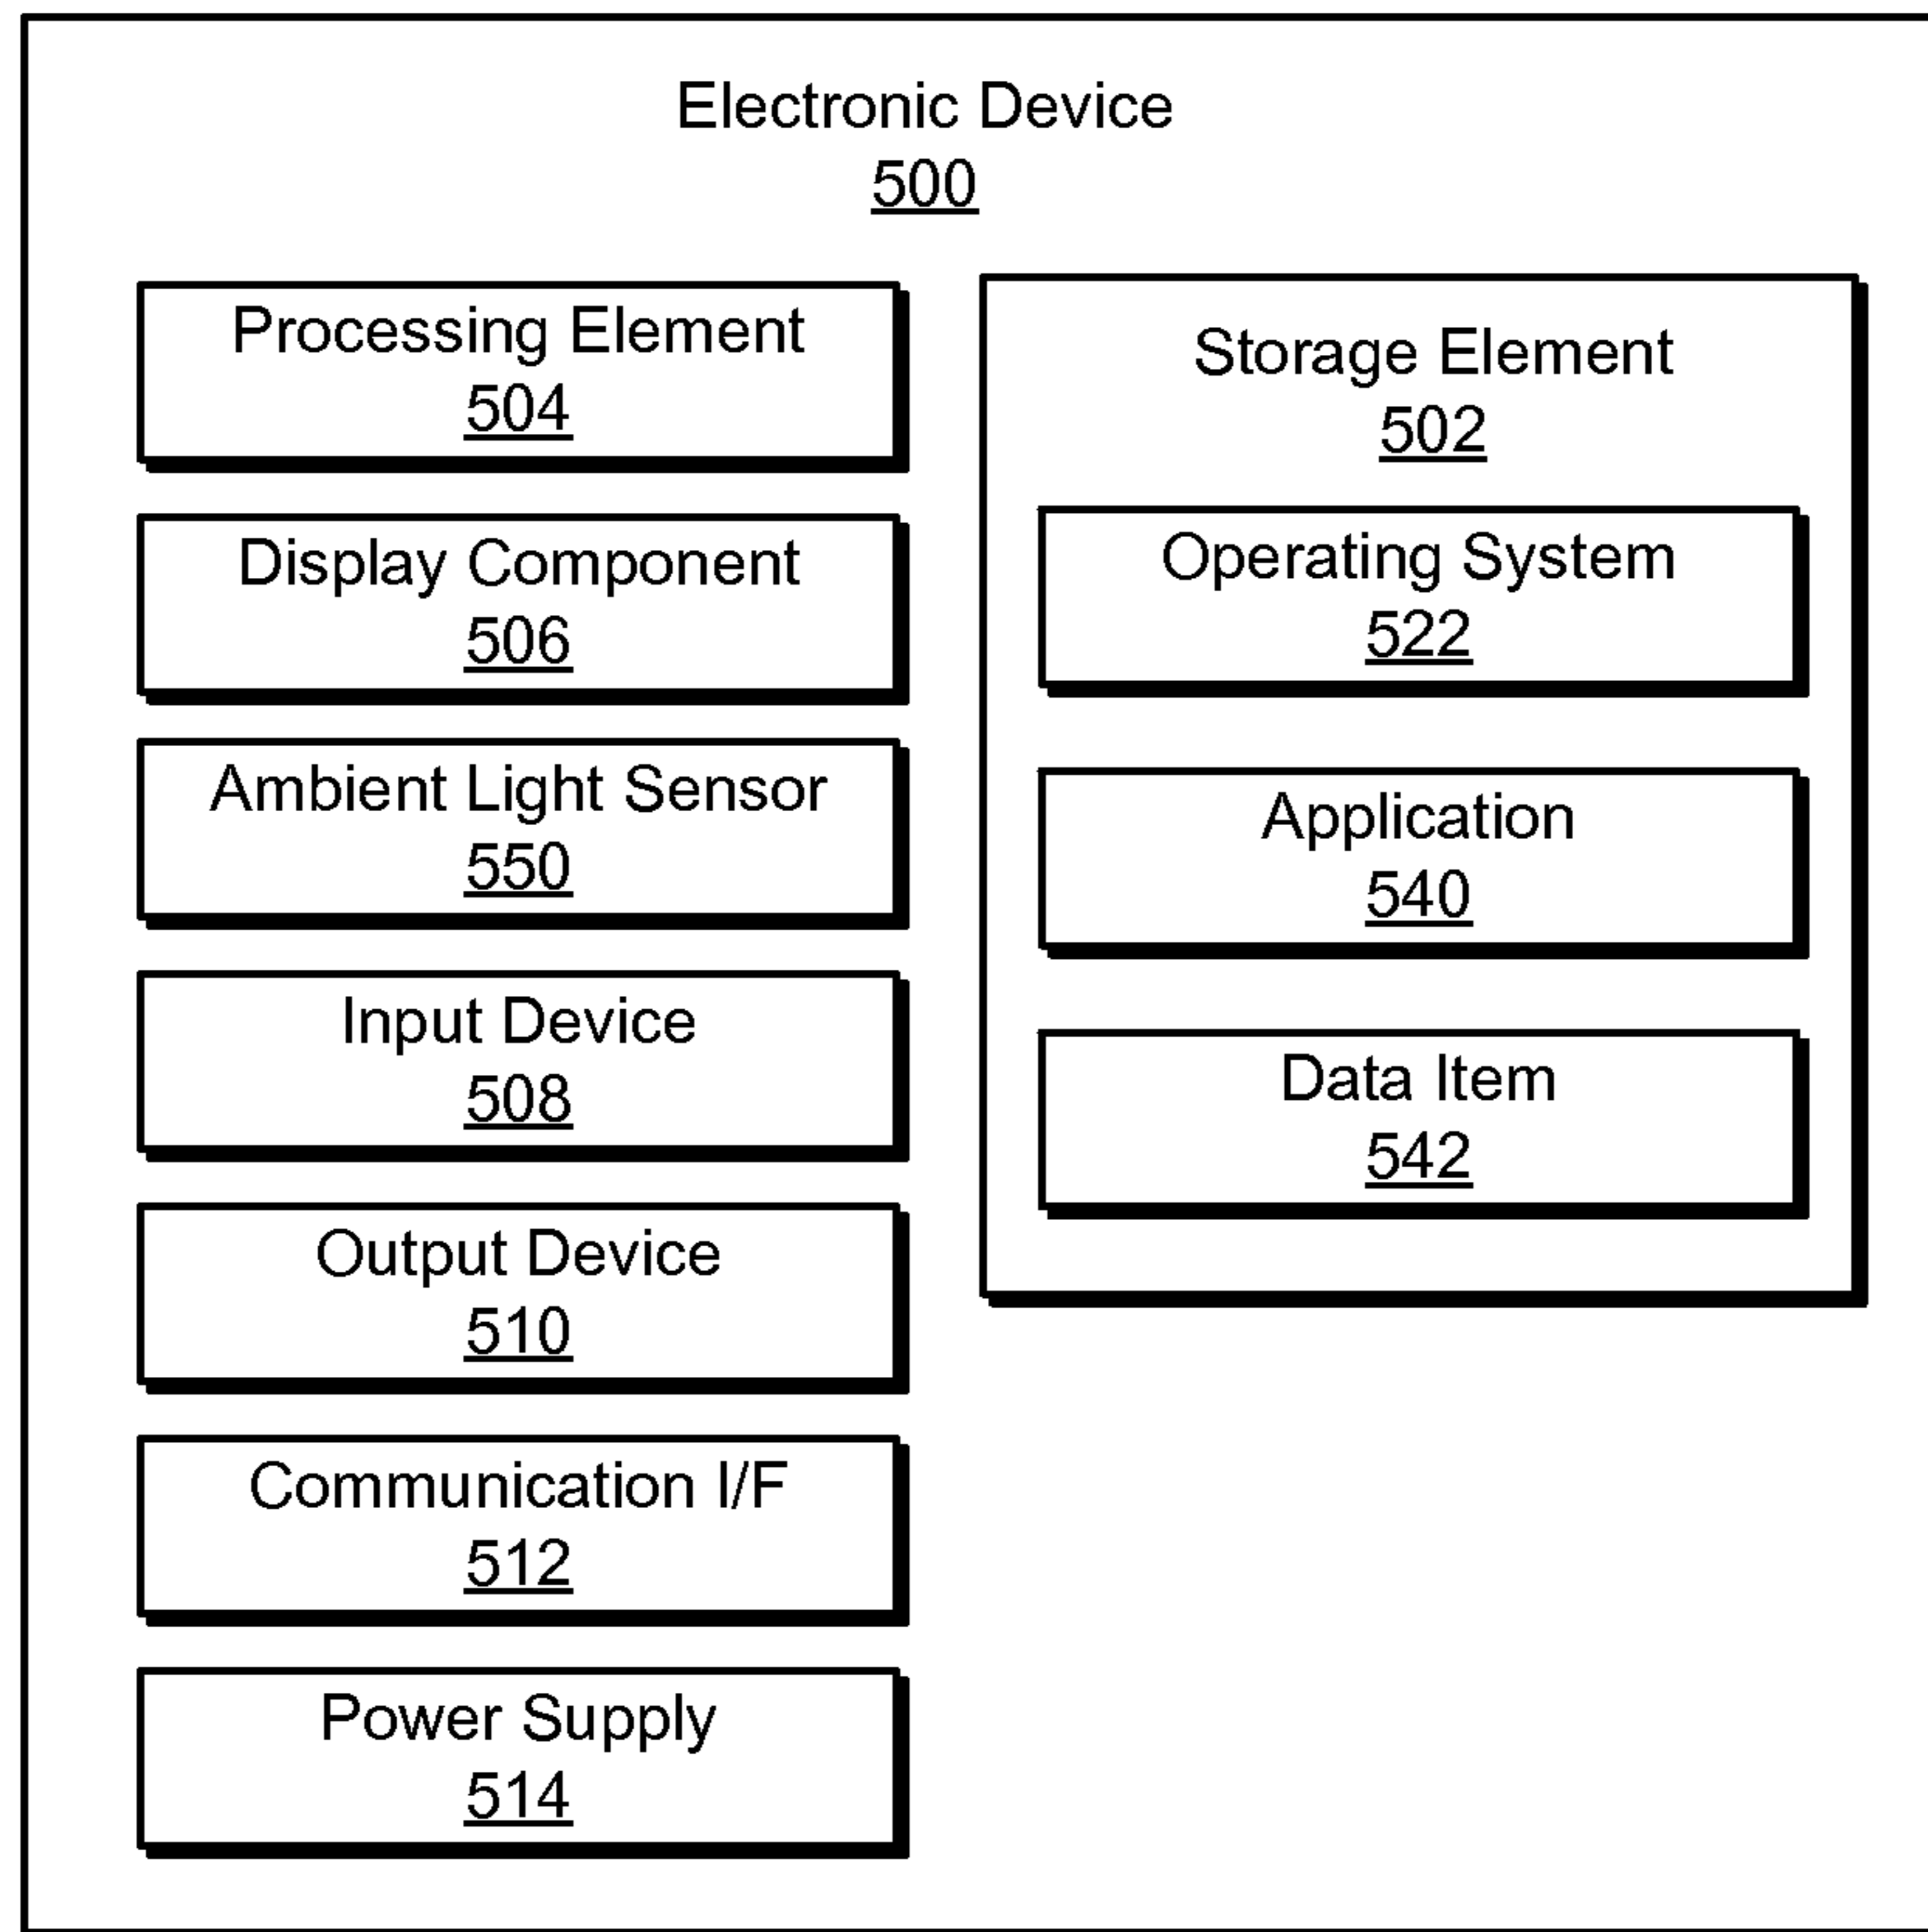 Electronic Device
500
Processing Element
504
Display Component
506
Ambient Light Sensor
550
Input Device
508
Output Device
510
Communication I/F
512
Power Supply
514
Storage Element
502
Operating System
522
Application
540
Data Item
542